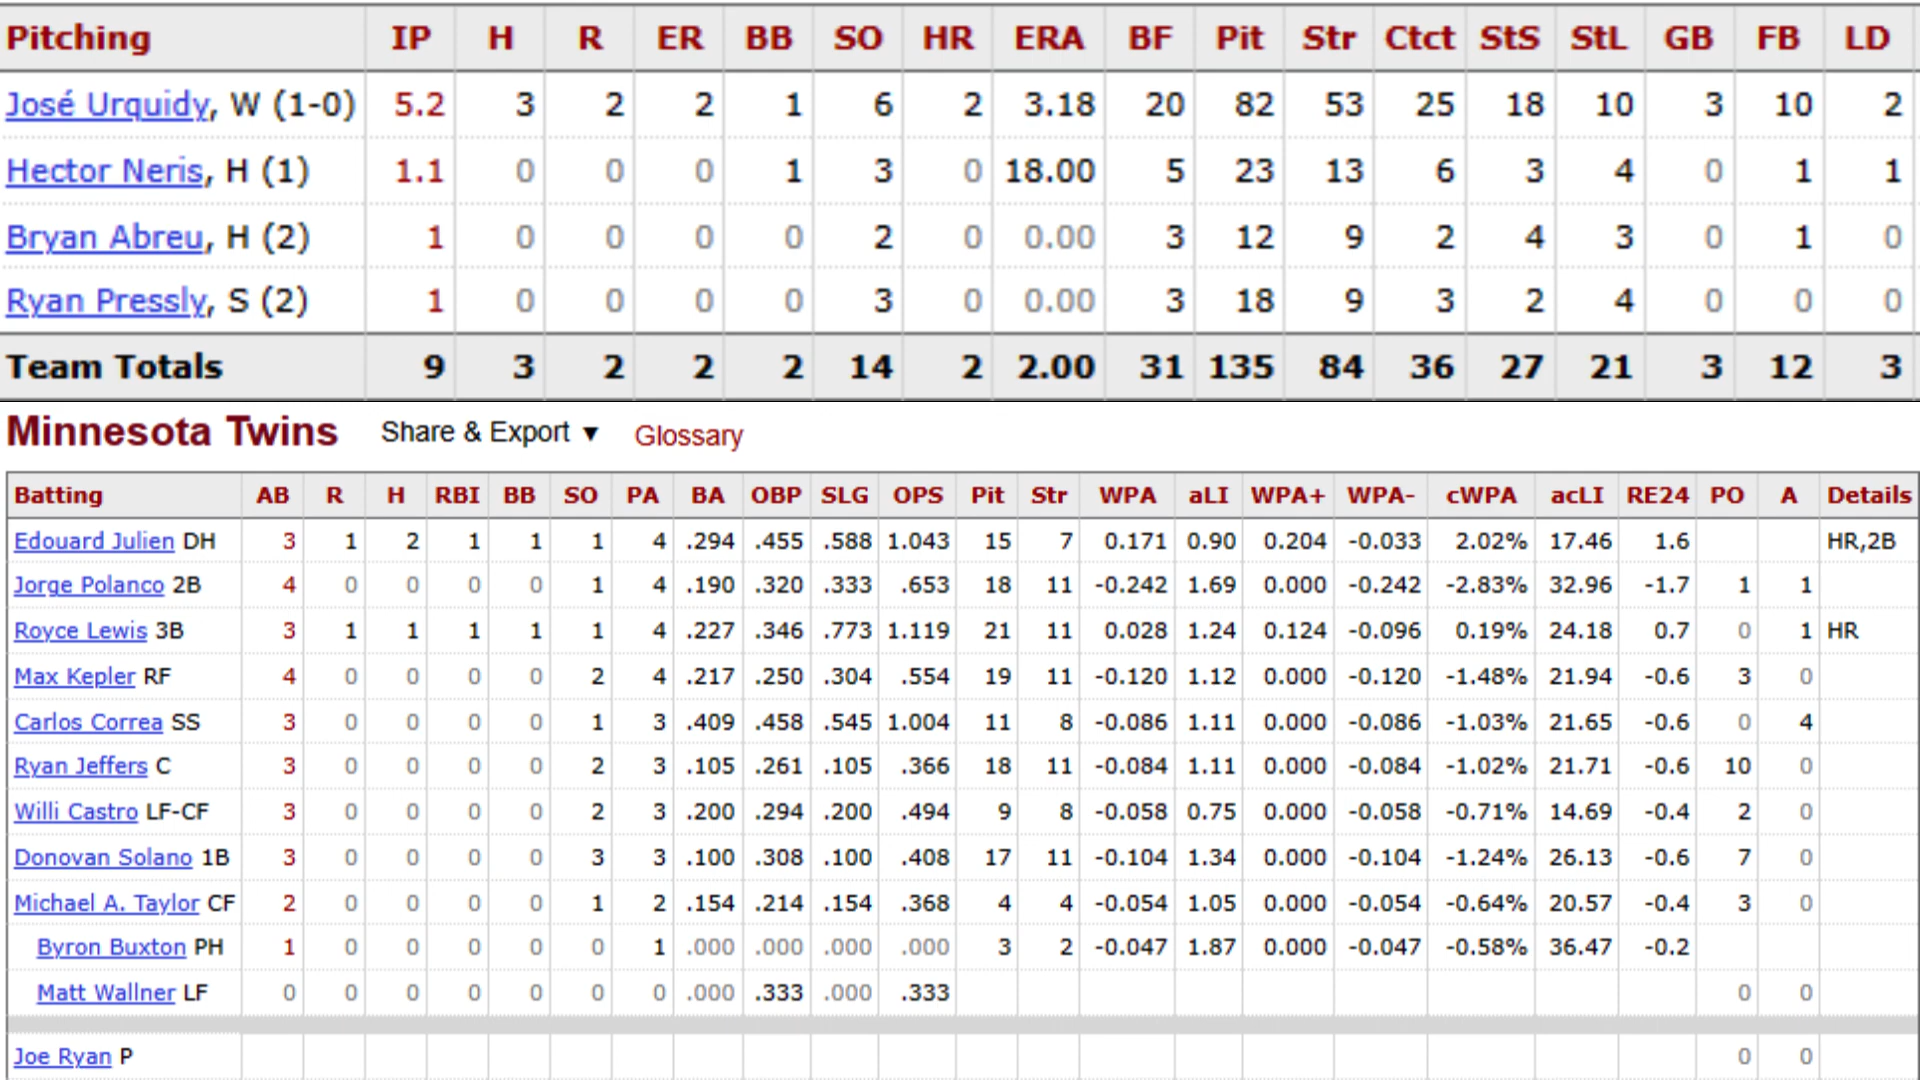 Pitching IP H R ER BB SO HR ERA BF Pit Str Ctct StS StL GB FB LD
José Urquidy, W (1-0) 5.2 3 2 2 1 6 2 3.18 20 82 53 25 18 10 3 10 2
Hector Neris, H (1) 1.1 0 0 0 1 3 0 18.00 5 23 13 6 3 4 0 1 1
Bryan Abreu, H (2) 1 0 0 0 0 2 0 0.00 3 12 9 2 4 3 0 1 0
Ryan Pressly, S (2) 1 0 0 0 0 3 0 0.00 3 18 9 3 2 4 0 0 0
Team Totals 9 3 2 2 2 14 2 2.00 31 135 84 36 27 21 3 12 3
Minnesota Twins Share & Export ▼ Glossary
Batting AB R H RBI BB SO PA BA OBP SLG OPS Pit Str WPA aLI WPA+ WPA- cWPA acLI RE24 PO A Details
Edouard Julien DH 3 1 2 1 1 1 4 .294 .455 .588 1.043 15 7 0.171 0.90 0.204 -0.033 2.02% 17.46 1.6 HR,2B
Jorge Polanco 2B 4 0 0 0 0 1 4 .190 .320 .333 .653 18 11 -0.242 1.69 0.000 -0.242 -2.83% 32.96 -1.7 1 1
Royce Lewis 3B 3 1 1 1 1 1 4 .227 .346 .773 1.119 21 11 0.028 1.24 0.124 -0.096 0.19% 24.18 0.7 0 1 HR
Max Kepler RF 4 0 0 0 0 2 4 .217 .250 .304 .554 19 11 -0.120 1.12 0.000 -0.120 -1.48% 21.94 -0.6 3 0
Carlos Correa SS 3 0 0 0 0 1 3 .409 .458 .545 1.004 11 8 -0.086 1.11 0.000 -0.086 -1.03% 21.65 -0.6 0 4
Ryan Jeffers C 3 0 0 0 0 2 3 .105 .261 .105 .366 18 11 -0.084 1.11 0.000 -0.084 -1.02% 21.71 -0.6 10 0
Willi Castro LF-CF 3 0 0 0 0 2 3 .200 .294 .200 .494 9 8 -0.058 0.75 0.000 -0.058 -0.71% 14.69 -0.4 2 0
Donovan Solano 1B 3 0 0 0 0 3 3 .100 .308 .100 .408 17 11 -0.104 1.34 0.000 -0.104 -1.24% 26.13 -0.6 7 0
Michael A. Taylor CF 2 0 0 0 0 1 2 .154 .214 .154 .368 4 4 -0.054 1.05 0.000 -0.054 -0.64% 20.57 -0.4 3 0
Byron Buxton PH 1 0 0 0 0 0 1 .000 .000 .000 .000 3 2 -0.047 1.87 0.000 -0.047 -0.58% 36.47 -0.2
Matt Wallner LF 0 0 0 0 0 0 0 .000 .333 .000 .333 0 0
Joe Ryan P 0 0